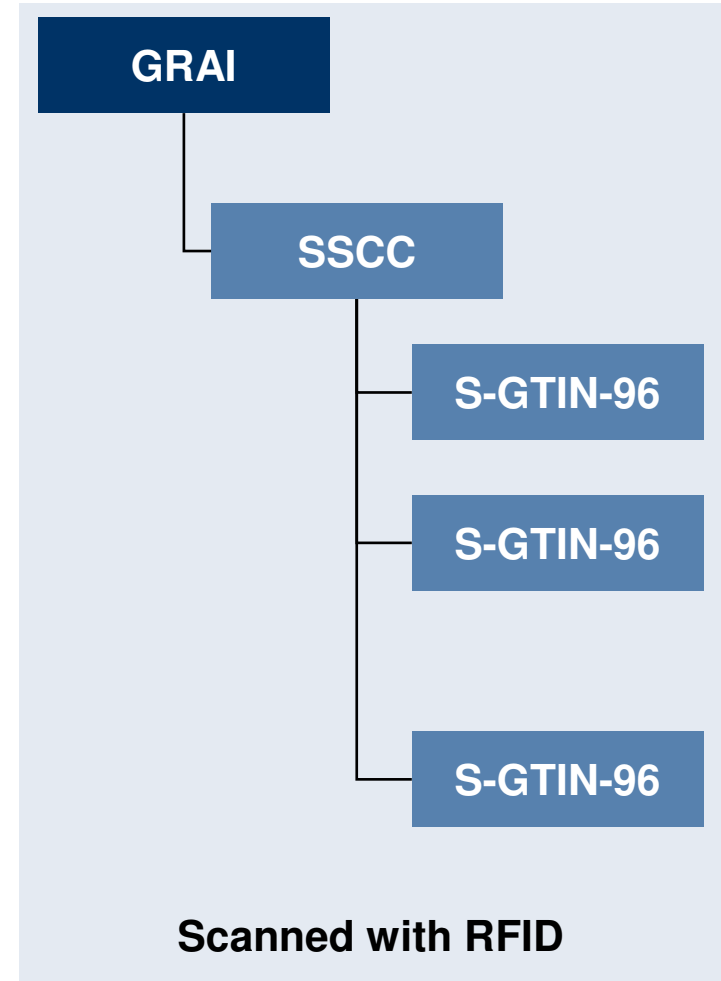 GRAI
SSCC
S-GTIN-96
S-GTIN-96
S-GTIN-96
Scanned with RFID